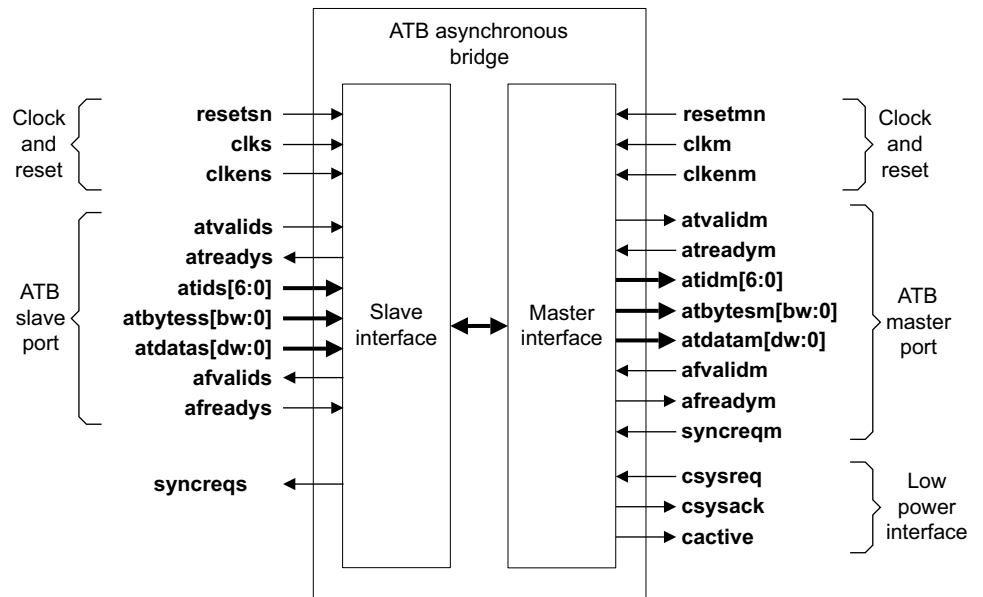 ATB asynchronous
bridge
Clock
and
reset
resetsn
clks
clkens
ATB
slave
port
atvalids
atreadys
atids[6:0]
atbytess[bw:0]
atdatas[dw:0]
afvalids
afreadys
syncreqs
Slave
interface
Master
interface
resetmn
clkm
clkenm
Clock
and
reset
atvalidm
atreadym
atidm[6:0]
atbytesm[bw:0]
atdatam[dw:0]
afvalidm
afreadym
syncreqm
ATB
master
port
csysreq
csysack
cactive
Low
power
interface